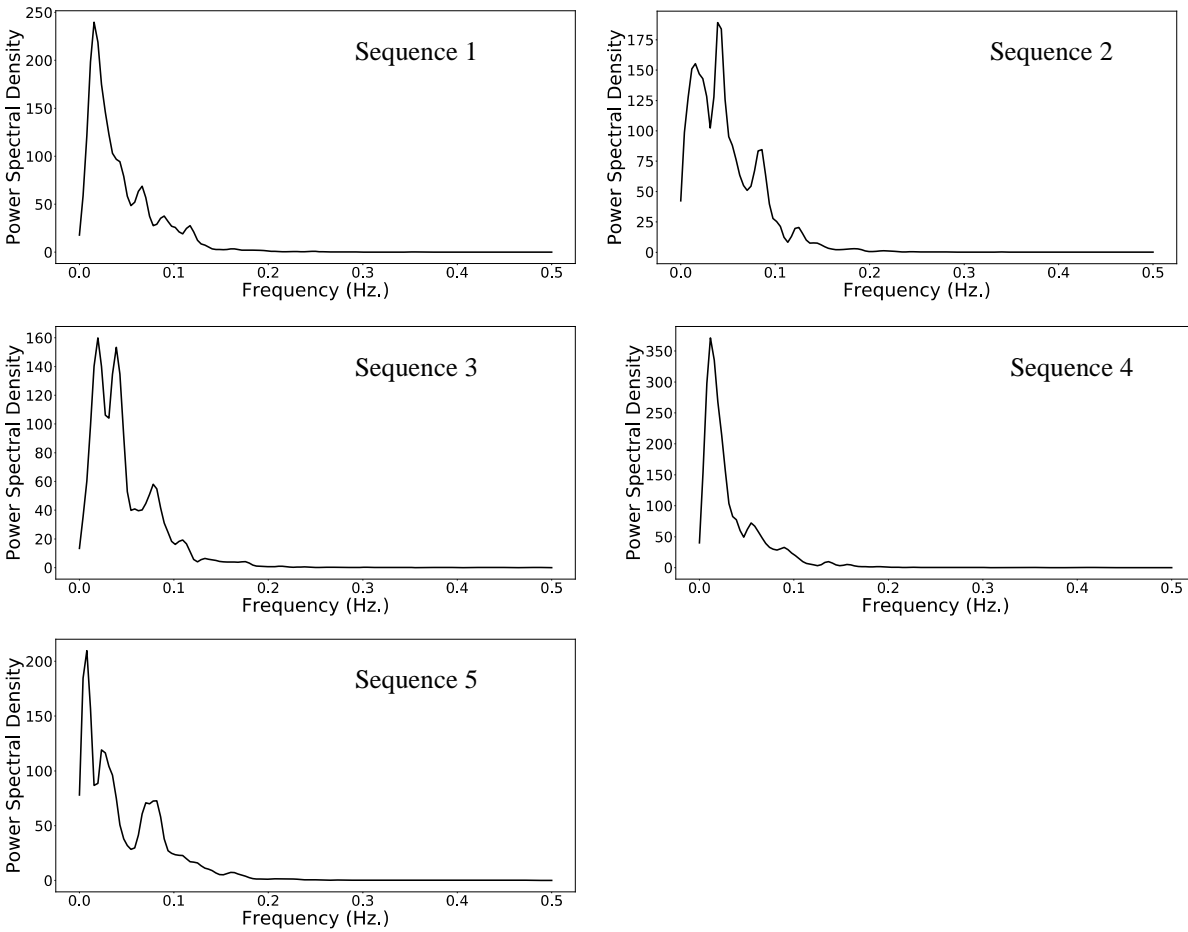 Sequence 1
Power Spectral Density
250
200
150
100
50
0
0.0 0.1 0.2 0.3 0.4 0.5
Frequency (Hz.)
Sequence 2
Power Spectral Density
175
150
125
100
75
50
25
0
0.0 0.1 0.2 0.3 0.4 0.5
Frequency (Hz.)
Sequence 3
Power Spectral Density
160
140
120
100
80
60
40
20
0
0.0 0.1 0.2 0.3 0.4 0.5
Frequency (Hz.)
Sequence 4
Power Spectral Density
350
300
250
200
150
100
50
0
0.0 0.1 0.2 0.3 0.4 0.5
Frequency (Hz.)
Sequence 5
Power Spectral Density
200
150
100
50
0
0.0 0.1 0.2 0.3 0.4 0.5
Frequency (Hz.)